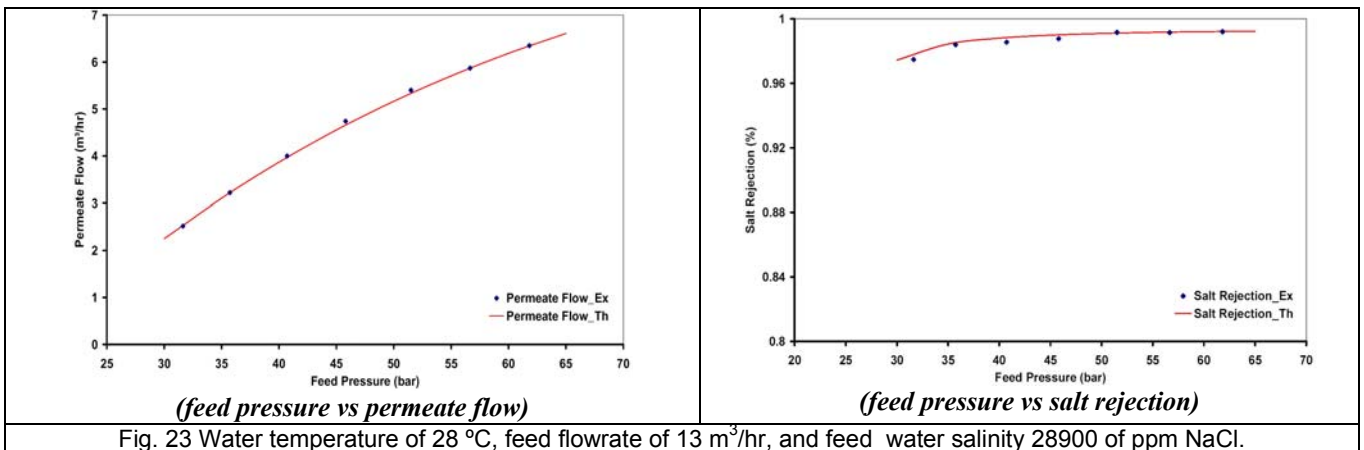 7
6
5
4
3
2
1
0
Permeate Flow (m³/hr)
Permeate Flow_Ex
Permeate Flow_Th
25 30 35 40 45 50 55 60 65 70
Feed Pressure (bar)
(feed pressure vs permeate flow)
1
0.96
0.92
0.88
0.84
0.8
Salt Rejection (%)
Salt Rejection_Ex
Salt Rejection_Th
20 25 30 35 40 45 50 55 60 65 70
Feed Pressure (bar)
(feed pressure vs salt rejection)
Fig. 23 Water temperature of 28 ºC, feed flowrate of 13 m³/hr, and feed water salinity 28900 of ppm NaCl.